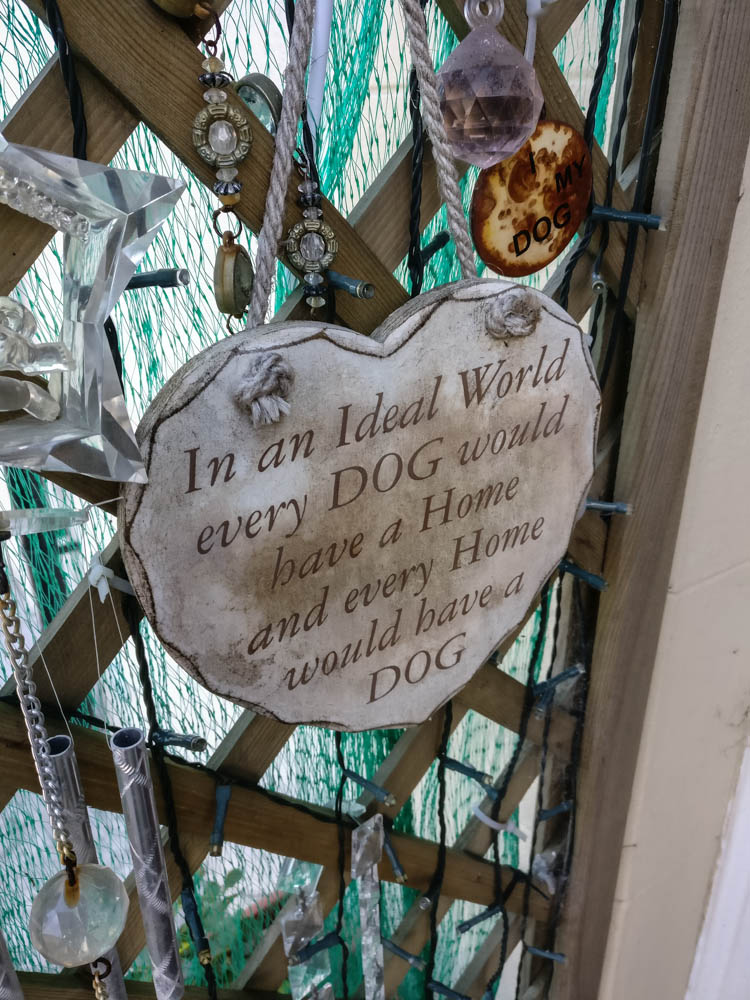 I
MY
DOG
In an Ideal World
every DOG would
have a Home
and every Home
would have a
DOG